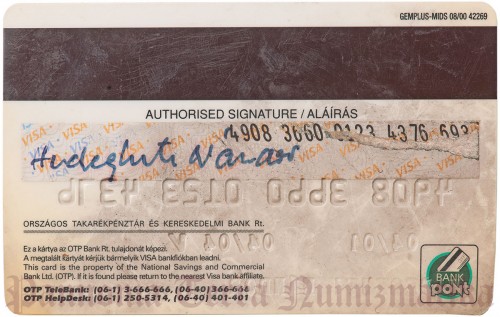 GEMPLUS-MIDS 08/00 42269
AUTHORISED SIGNATURE / ALÁÍRÁS
4908 3660 0123 4376 693
ORSZÁGOS TAKARÉKPÉNZTÁR ÉS KERESKEDELMI BANK Rt.
Ez a kártya az OTP Bank Rt. tulajdonát képezi.
A megtalált kártyát kérjük bármelyik VISA bankfiókban leadni.
This card is the property of the National Savings and Commercial
Bank Ltd. (OTP). If it is found please return to the nearest Visa bank affiliate.
OTP TeleBank: (06-1) 3-666-666, (06-40) 366-666
OTP HelpDesk: (06-1) 250-5314, (06-40) 401-401
BANK
pont
Numizmatika